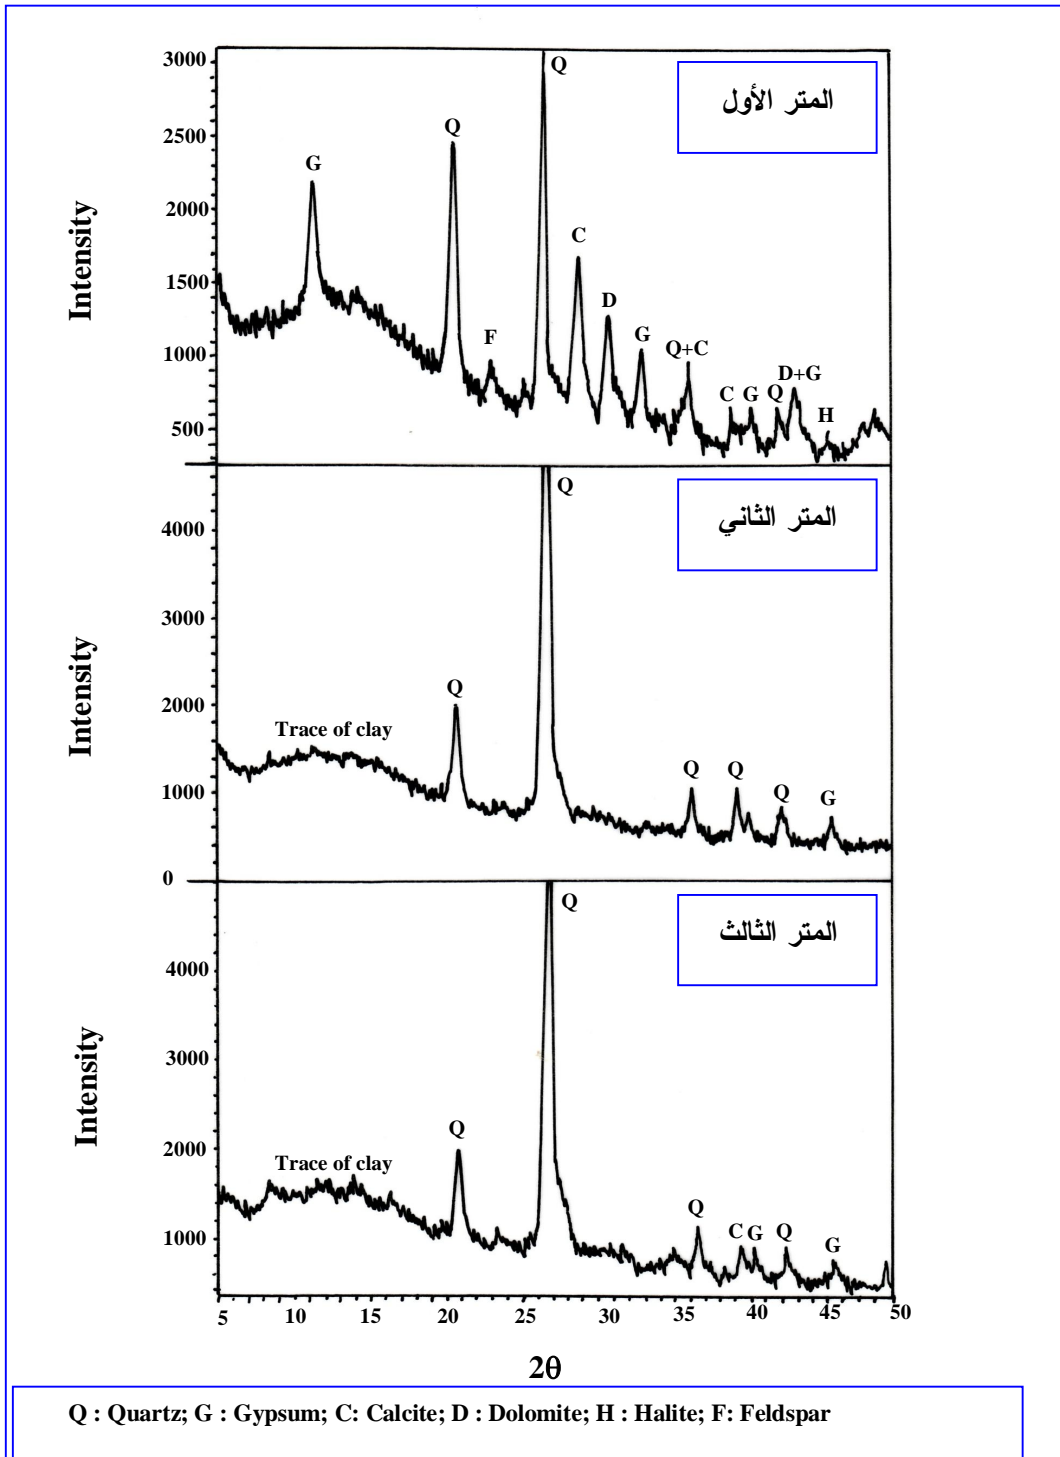 3000
Q
المتر الأول
2500
Q
G
2000
Intensity
C
1500
D
G
F
Q+C
1000
D+G
C G Q
H
500
Q
المتر الثاني
4000
3000
Intensity
2000
Q
Trace of clay
Q Q
1000
Q G
0
Q
المتر الثالث
4000
3000
Intensity
2000
Q
Trace of clay
Q
1000
C G Q G
5 10 15 20 25 30 35 40 45 50
2θ
Q : Quartz; G : Gypsum; C: Calcite; D : Dolomite; H : Halite; F: Feldspar